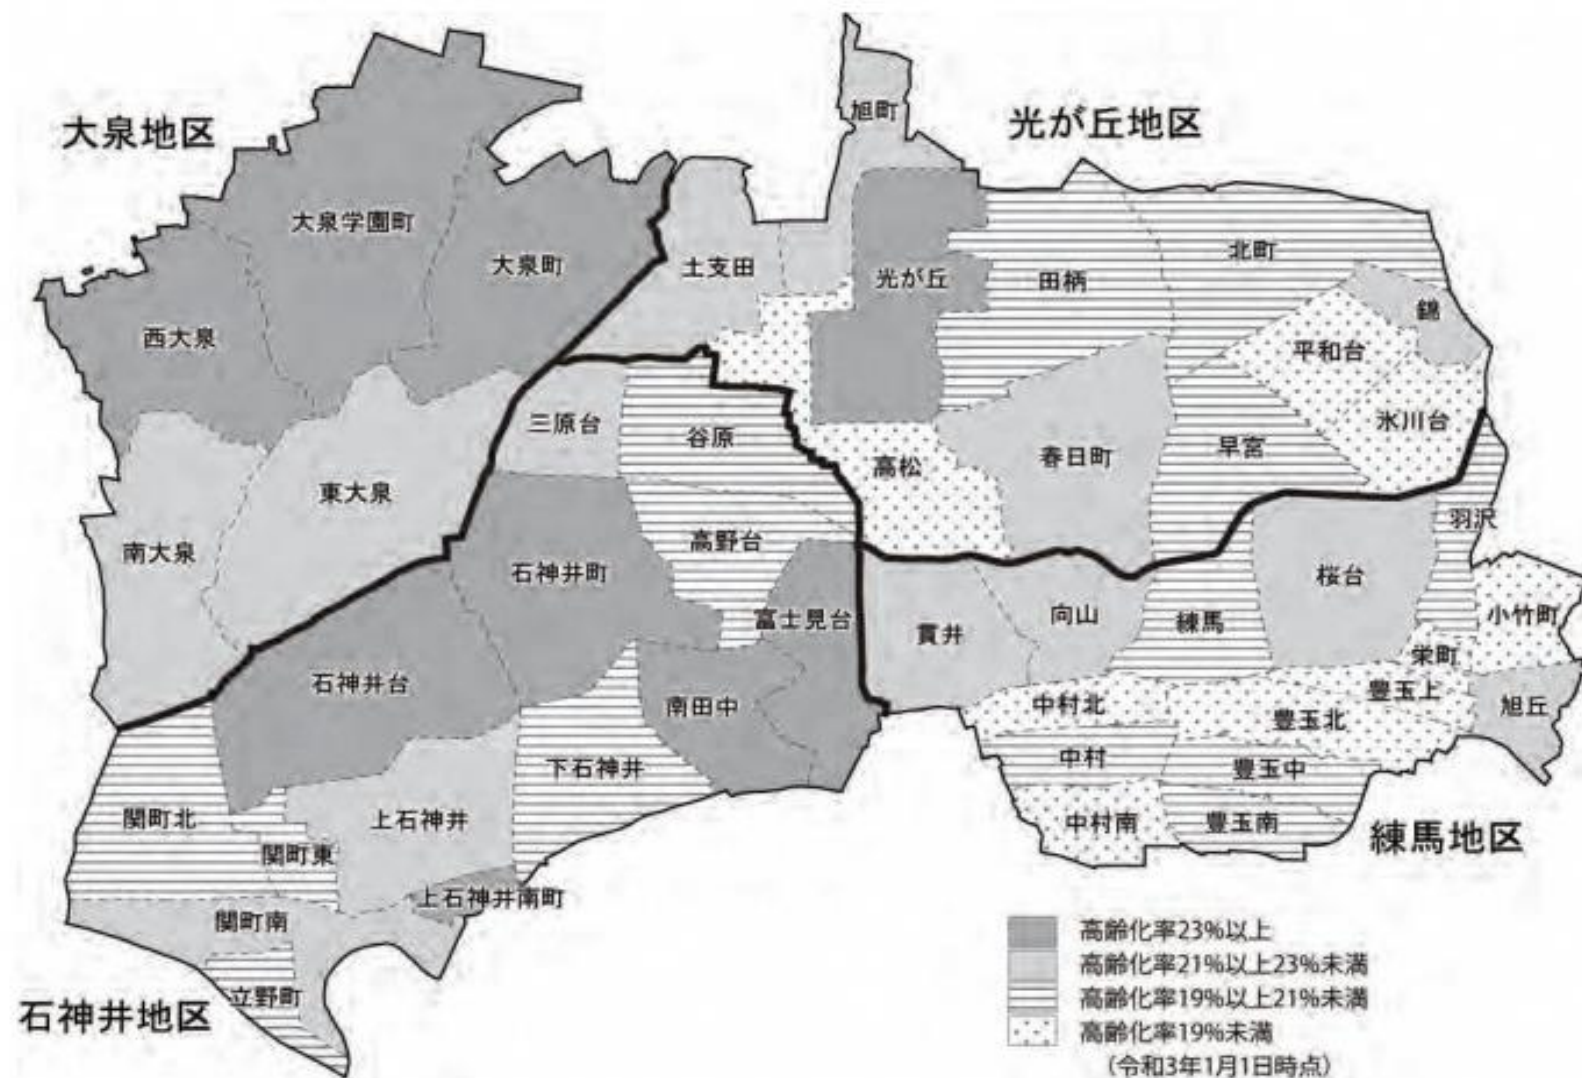 大泉地区
光が丘地区
旭町
大泉学園町
大泉町
土支田
光が丘
田柄
北町
錦
西大泉
平和台
三原台
谷原
高松
春日町
早宮
氷川台
東大泉
南大泉
石神井町
高野台
富士見台
羽沢
桜台
貫井
向山
練馬
小竹町
栄町
石神井台
南田中
中村北
豊玉北
豊玉上
旭丘
下石神井
中村
豊玉中
関町北
関町東
上石神井
中村南
豊玉南
練馬地区
上石神井南町
関町南
立野町
石神井地区
高齢化率23%以上
高齢化率21%以上23%未満
高齢化率19%以上21%未満
高齢化率19%未満
(令和3年1月1日時点)